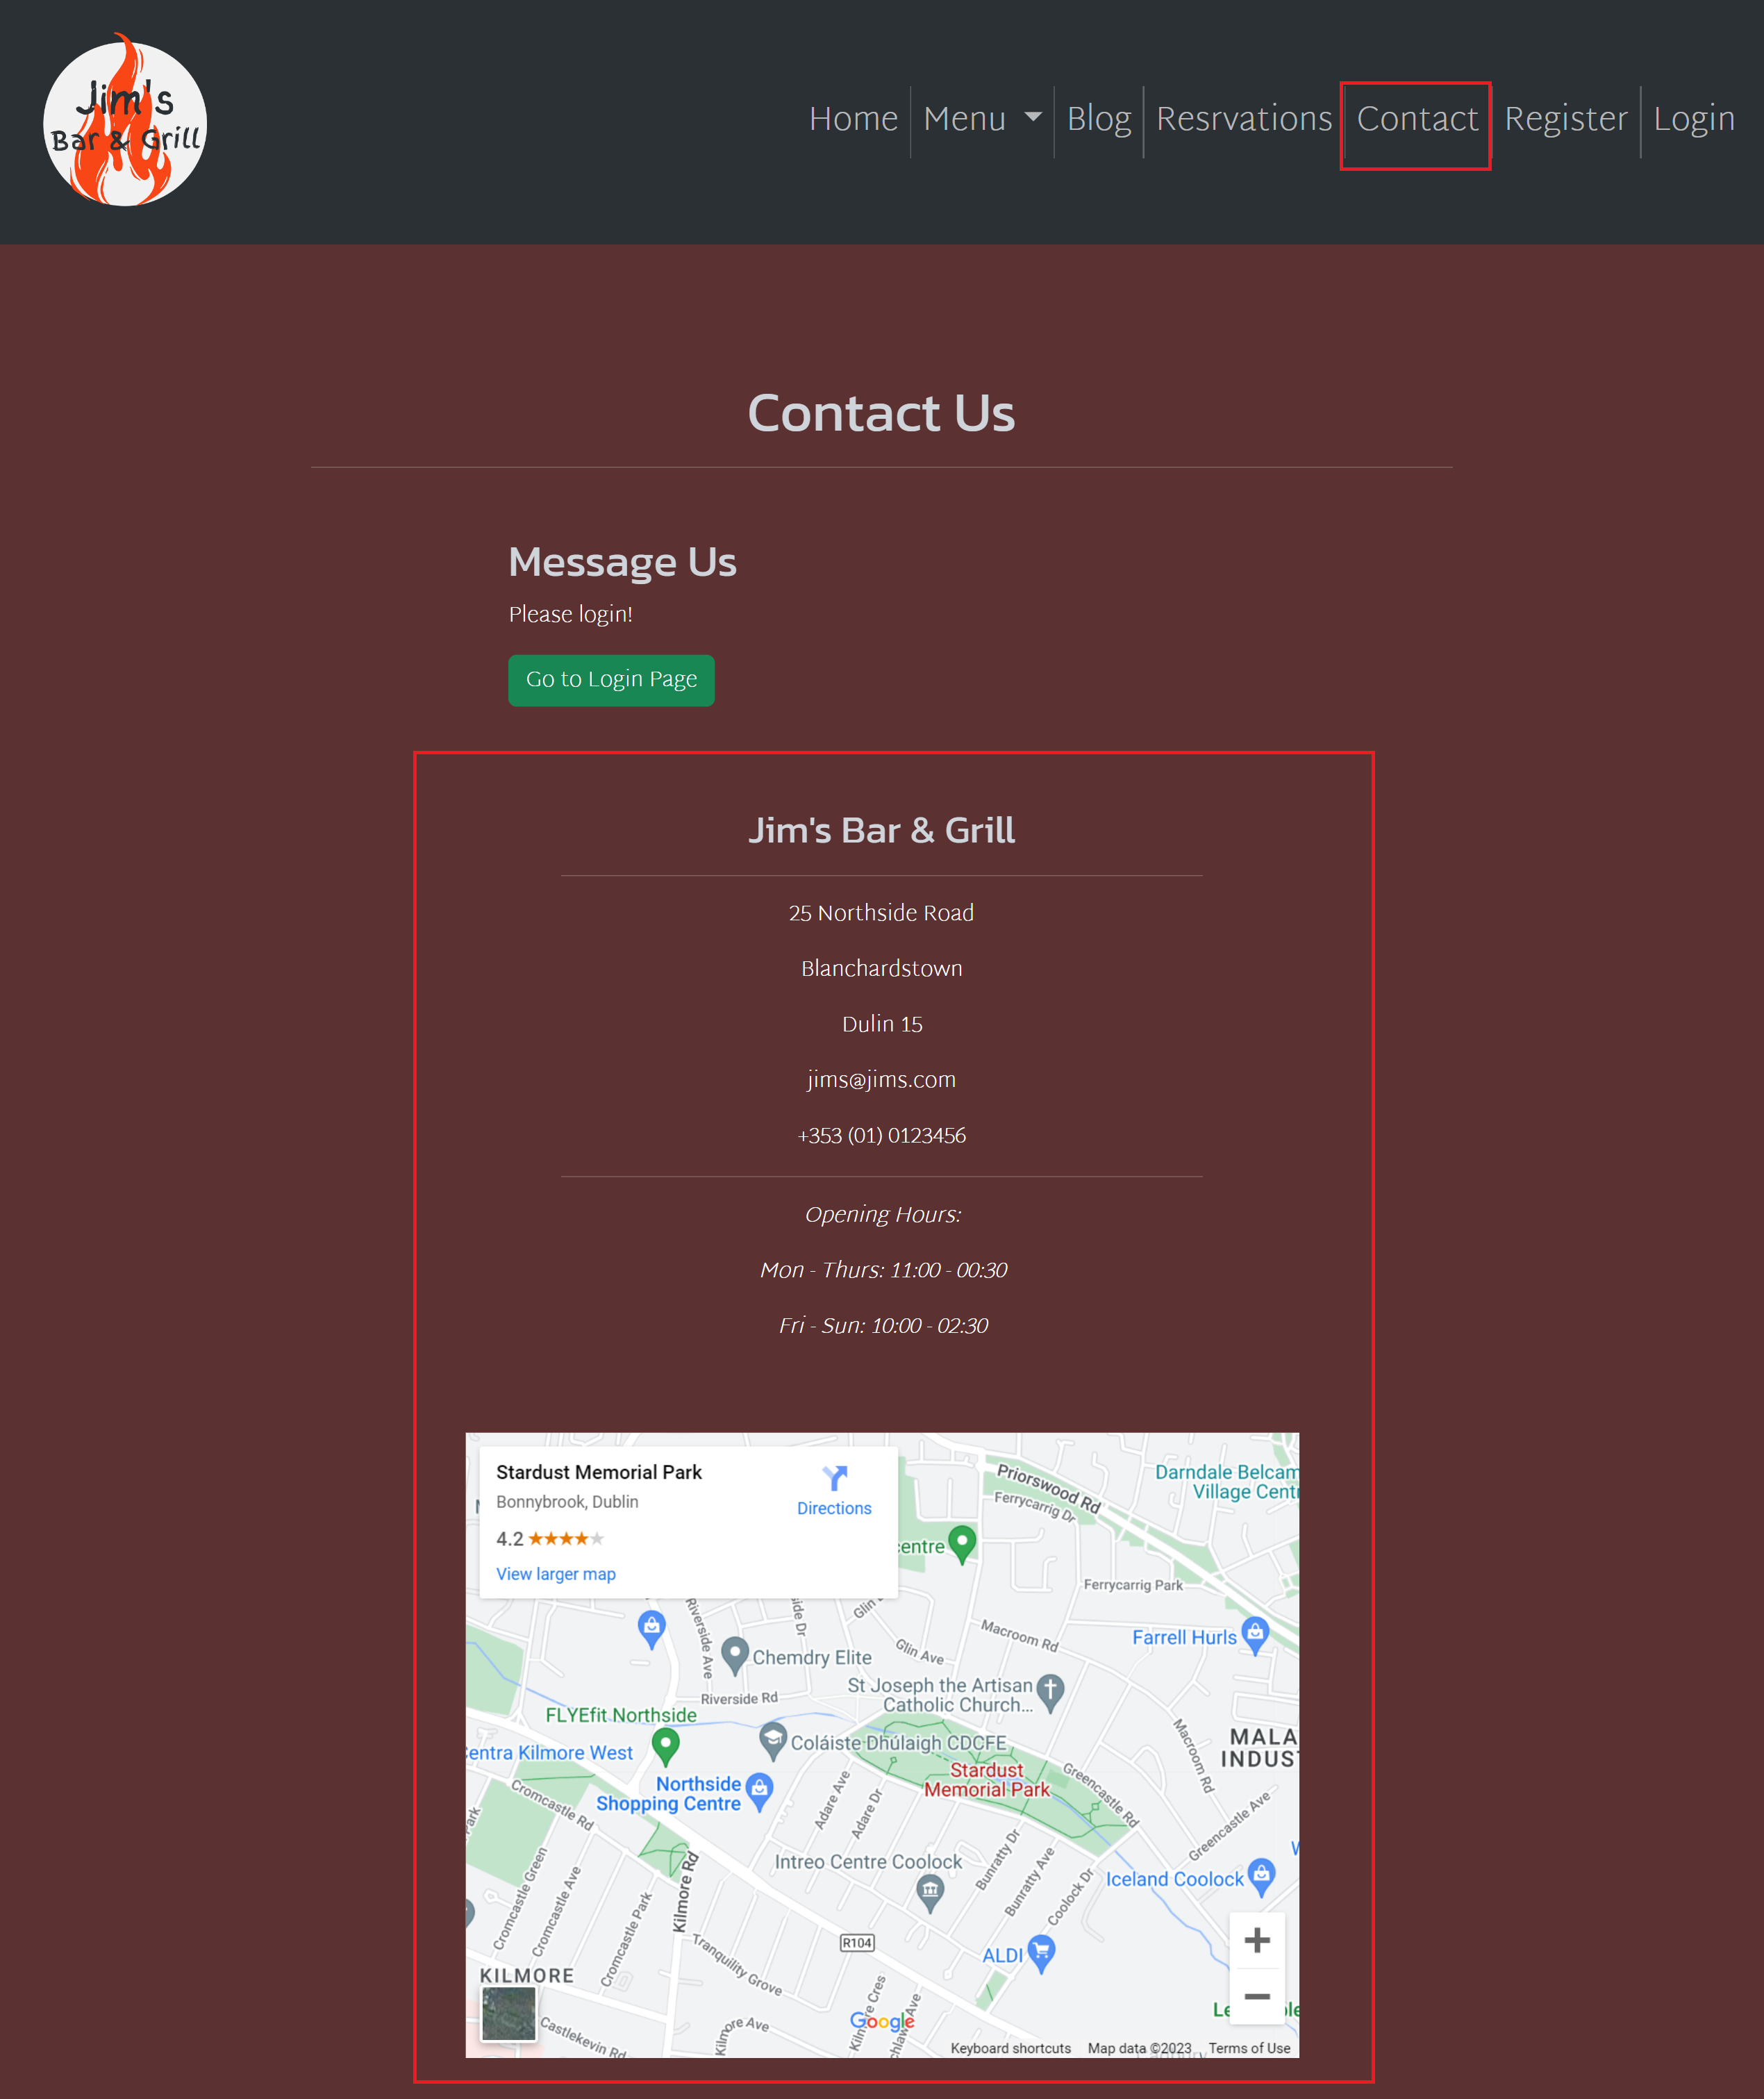 Jim's
Bar & Grill
Home
Menu
Blog
Resrvations
Contact
Register
Login
Contact Us
Message Us
Please login!
Go to Login Page
Jim's Bar & Grill
25 Northside Road
Blanchardstown
Dulin 15
jims@jims.com
+353 (01) 0123456
Opening Hours:
Mon - Thurs: 11:00 - 00:30
Fri - Sun: 10:00 - 02:30
Stardust Memorial Park
Bonnybrook, Dublin
4.2
View larger map
Directions
Priorswood Rd
Ferrycarrig Dr
Darndale Belcam
Village Cent
entre
Ferrycarrig Park
Riverside Ave
ide Dr
Glin
Glin Ave
Macroom Rd
Farrell Hurls
Chemdry Elite
St Joseph the Artisan
Catholic Church...
Riverside Rd
FLYEfit Northside
entra Kilmore West
Coláiste Dhúlaigh CDCFE
Macroom Rd
MALA
INDUST
Stardust
Memorial Park
Northside
Shopping Centre
Greencastle Rd
Cromcastle Rd
Adare Ave
Adare Dr
Greencastle Ave
Park
Intreo Centre Coolock
Bunratty Dr
Bunratty Ave
Coolock Dr
Iceland Coolock
Cromcastle Green
Cromcastle Ave
Cromcastle Park
Kilmore Rd
R104
ALDI
Tranquility Grove
KILMORE
Castlekevin Rd
Kilmore Ave
Kilmore Cres
Google
Keyboard shortcuts
Map data ©2023
Terms of Use